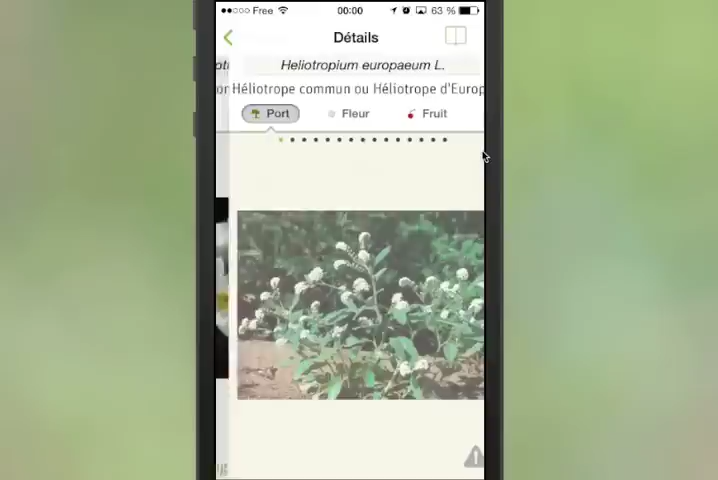 Free 00:00 63 %
Détails
Heliotropium europaeum L.
Héliotrope commun ou Héliotrope d'Europ
Port Fleur Fruit